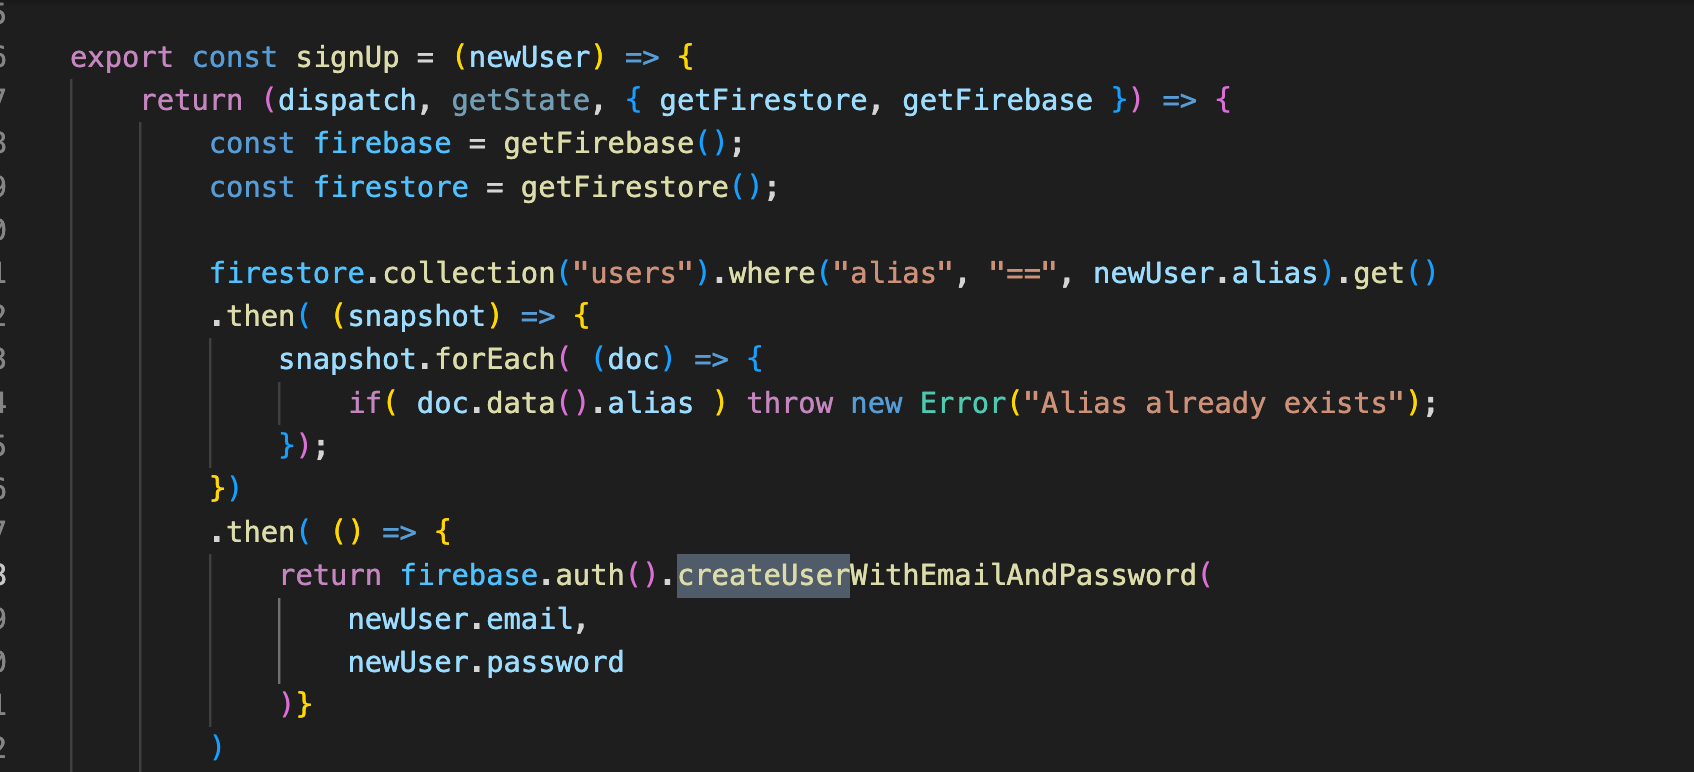 export const signUp = (newUser) => {
return (dispatch, getState, { getFirestore, getFirebase }) => {
const firebase = getFirebase();
const firestore = getFirestore();
firestore.collection("users").where("alias", "==", newUser.alias).get()
.then( (snapshot) => {
snapshot.forEach( (doc) => {
if( doc.data().alias ) throw new Error("Alias already exists");
});
})
.then( () => {
return firebase.auth().createUserWithEmailAndPassword(
newUser.email,
newUser.password
)}
)